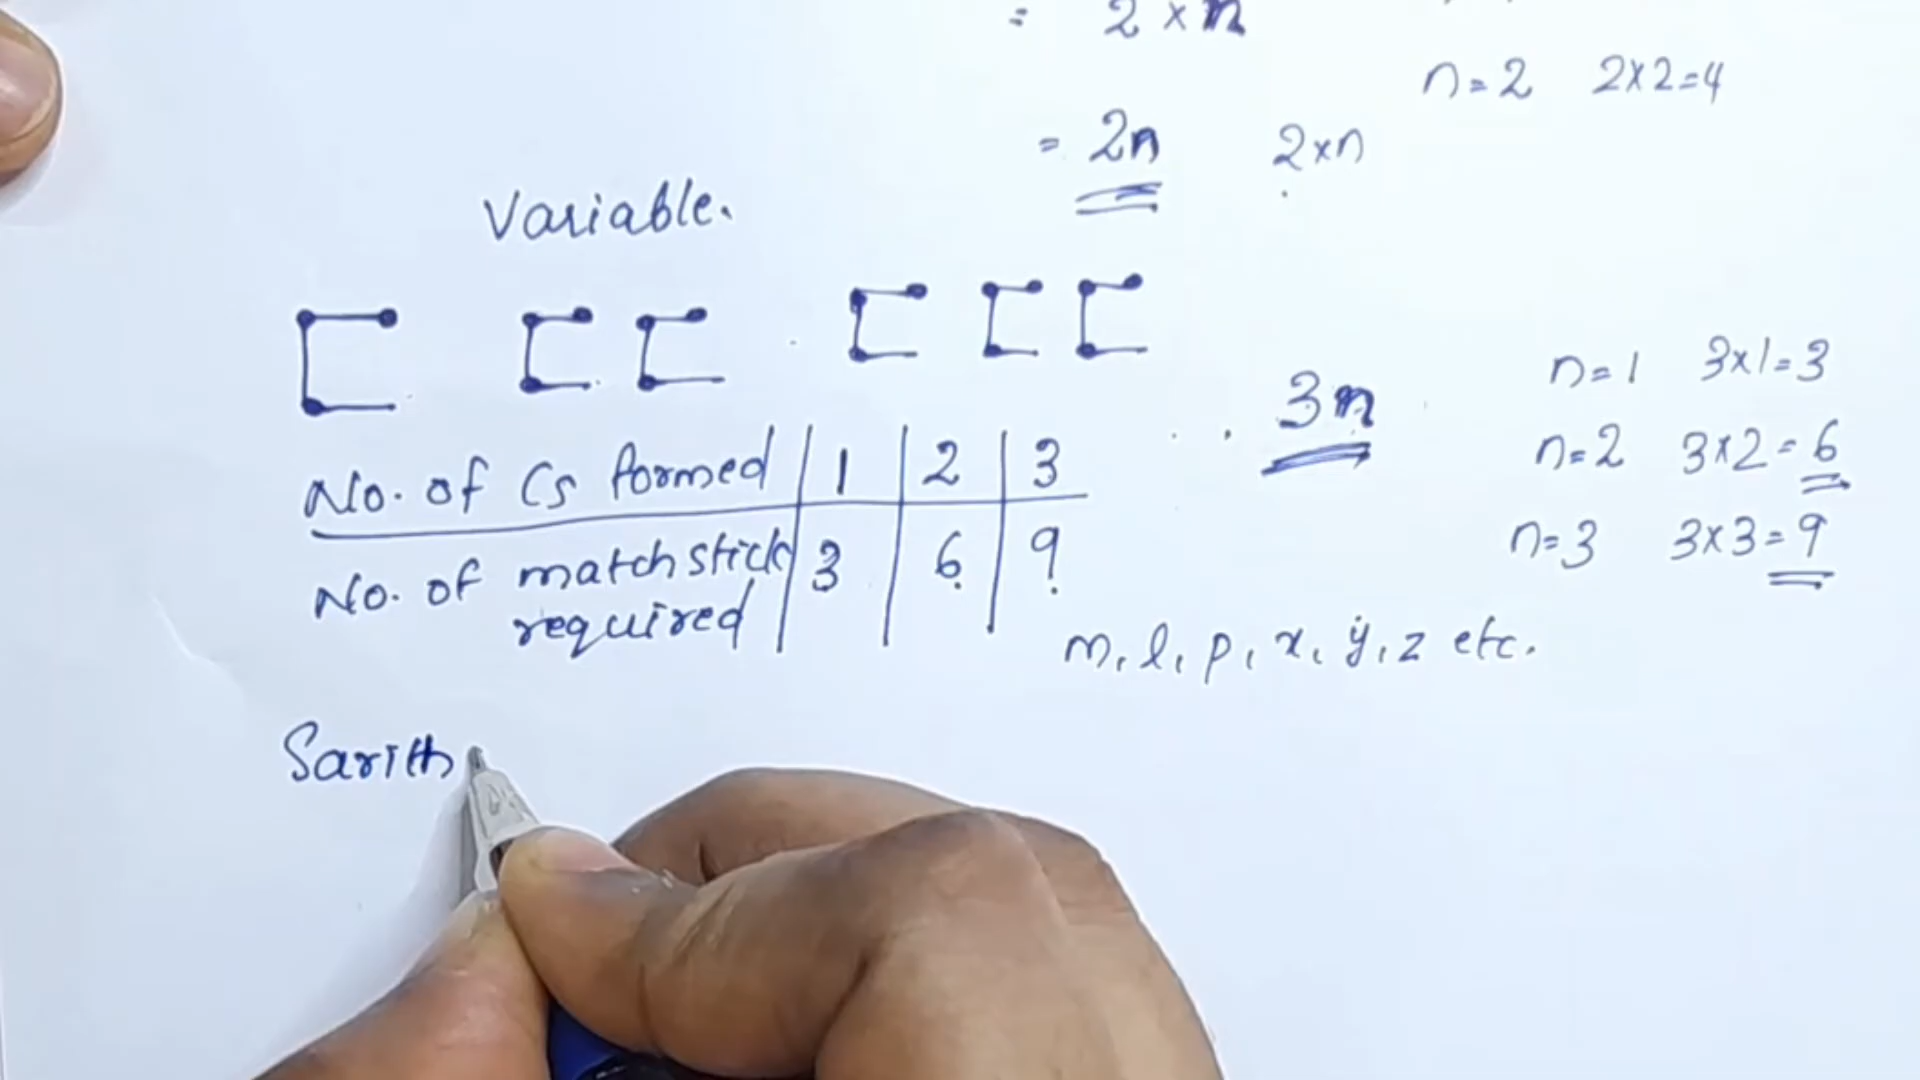 = 2 × n
n = 2 2×2=4
= 2n 2×n
Variable.
n=1 3×1=3
3n
n=2 3×2=6
No. of Cs formed 1 2 3
n=3 3×3=9
No. of matchstick 3 6 9
required
m, l, p, x, y, z etc.
Sarith